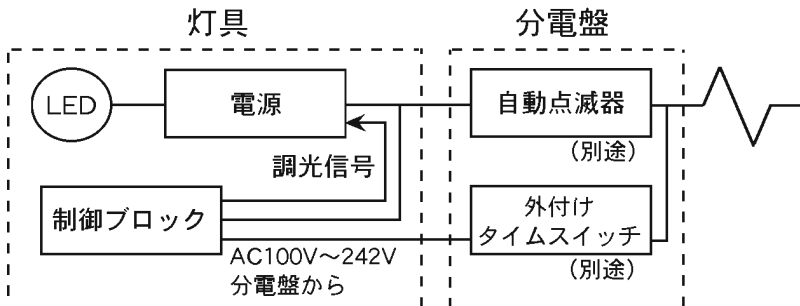 灯具
分電盤
LED
電源
自動点滅器
(別途)
調光信号
制御ブロック
外付け
タイムスイッチ
(別途)
AC100V～242V
分電盤から